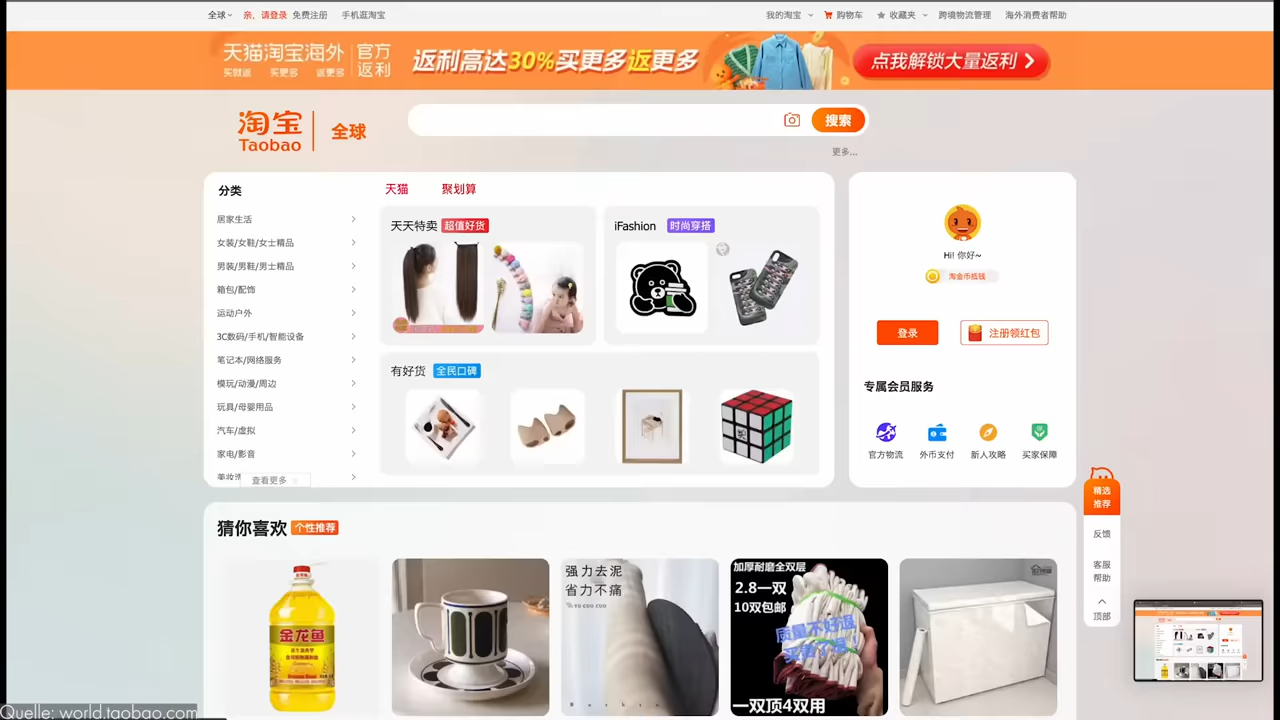 全球
亲，请登录 免费注册 手机逛淘宝
我的淘宝 购物车 收藏夹 跨境物流管理 海外消费者帮助
天猫淘宝海外 官方返利
买就返 买更多 返更多
返利高达30%买更多返更多
点我解锁大量返利
淘宝 全球
Taobao
搜索
更多...
分类
居家生活
女装/女鞋/女士精品
男装/男鞋/男士精品
箱包/配饰
运动户外
3C数码/手机/智能设备
笔记本/网络服务
模玩/动漫/周边
玩具/母婴用品
汽车/虚拟
家电/影音
查看更多
天猫 聚划算
天天特卖 超值好货
iFashion 时尚穿搭
有好货 全民口碑
Hi! 你好~
淘金币抵钱
登录 注册领红包
专属会员服务
官方物流 外币支付 新人攻略 买家保障
精选
推荐
反馈
客服
帮助
顶部
猜你喜欢 个性推荐
金龙鱼
强力去泥
省力不痛
加厚耐磨全双层
2.8一双
10双包邮
质量不好退
一双顶4双用
Quelle: world.taobao.com